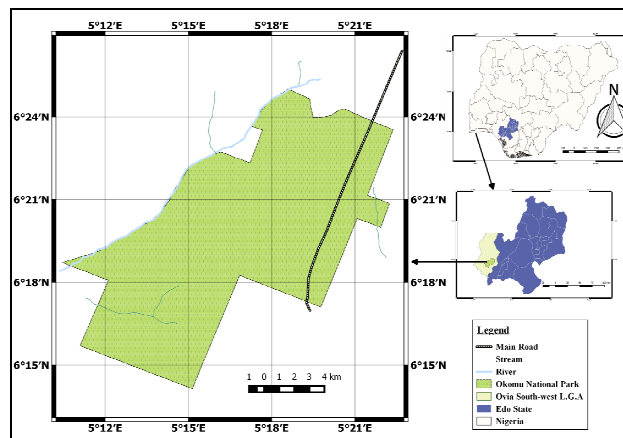 5°12'E 5°15'E 5°18'E 5°21'E
6°24'N 6°24'N
6°21'N 6°21'N
6°18'N 6°18'N
6°15'N 6°15'N
1 0 1 2 3 4 km
5°12'E 5°15'E 5°18'E 5°21'E
Legend
Main Road
Stream
River
Okomu National Park
Ovia South-west L.G.A
Edo State
Nigeria